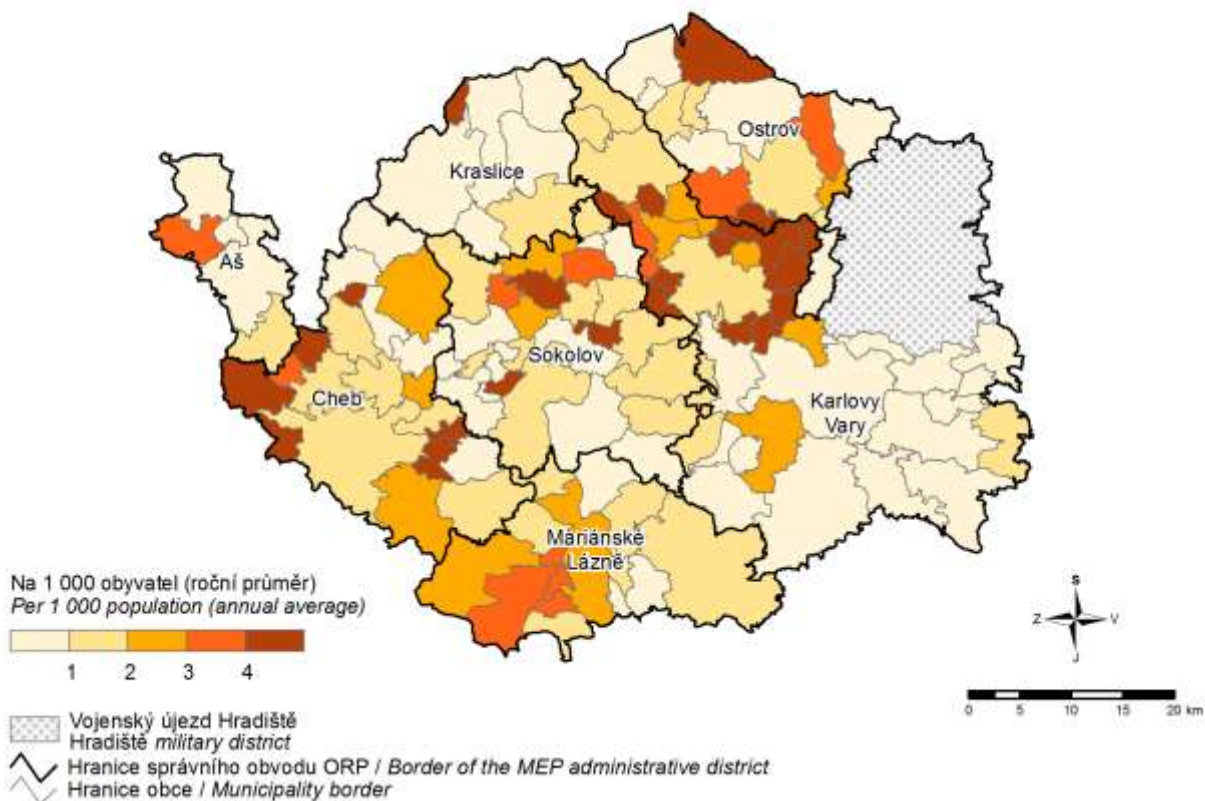 Ostrov
Kraslice
Aš
Sokolov
Cheb
Karlovy
Vary
Mariánské
Lázně
Na 1 000 obyvatel (roční průměr)
Per 1 000 population (annual average)
1 2 3 4
S
Z V
J
0 5 10 15 20 km
Vojenský újezd Hradiště
Hradiště military district
Hranice správního obvodu ORP / Border of the MEP administrative district
Hranice obce / Municipality border